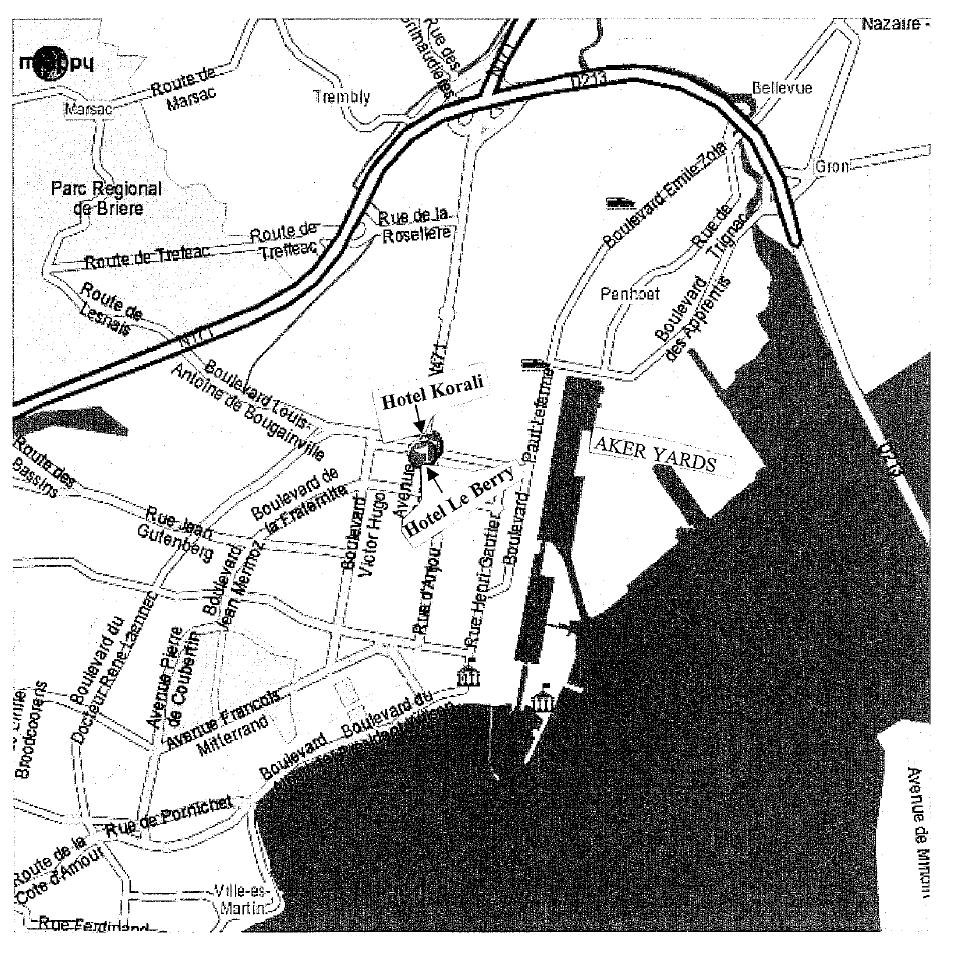 Nazaire -
mappy
Rue des
Grimaudieres
N171
Route de
Marsac
D213
Trembly
Bellevue
Marsac
Boulevard Emile Zola
Gron
Parc Regional
de Briere
Rue de la
Roseliere
Route de
Treffeac
Route de Trefeac
Rue de
Trignac
Route de
Lesnais
Penhoet
Boulevard
des Apprentis
N171
N171
Boulevard Louis-
Antoine de Bougainville
Hotel Korali
Paul Leferme
Boulevard
AKER YARDS
D213
Route des
Bassins
Avenue
Hotel Le Berry
Boulevard de
la Fraternite
Boulevard
Victor Hugo
Rue Jean
Gutenberg
Boulevard
Jean Mermoz
Rue d'Anjou
Rue Henri Gautier
Boulevard du
Docteur Rene Laennec
Avenue Pierre
de Coubertin
Broodcoorens
Avenue Francois
Mitterrand
Boulevard du
Boulevard
Avenue de Mindin
Rue de Pornichet
Route de la
Cote d'Amour
Ville-es-
Martin
Rue Ferdinand